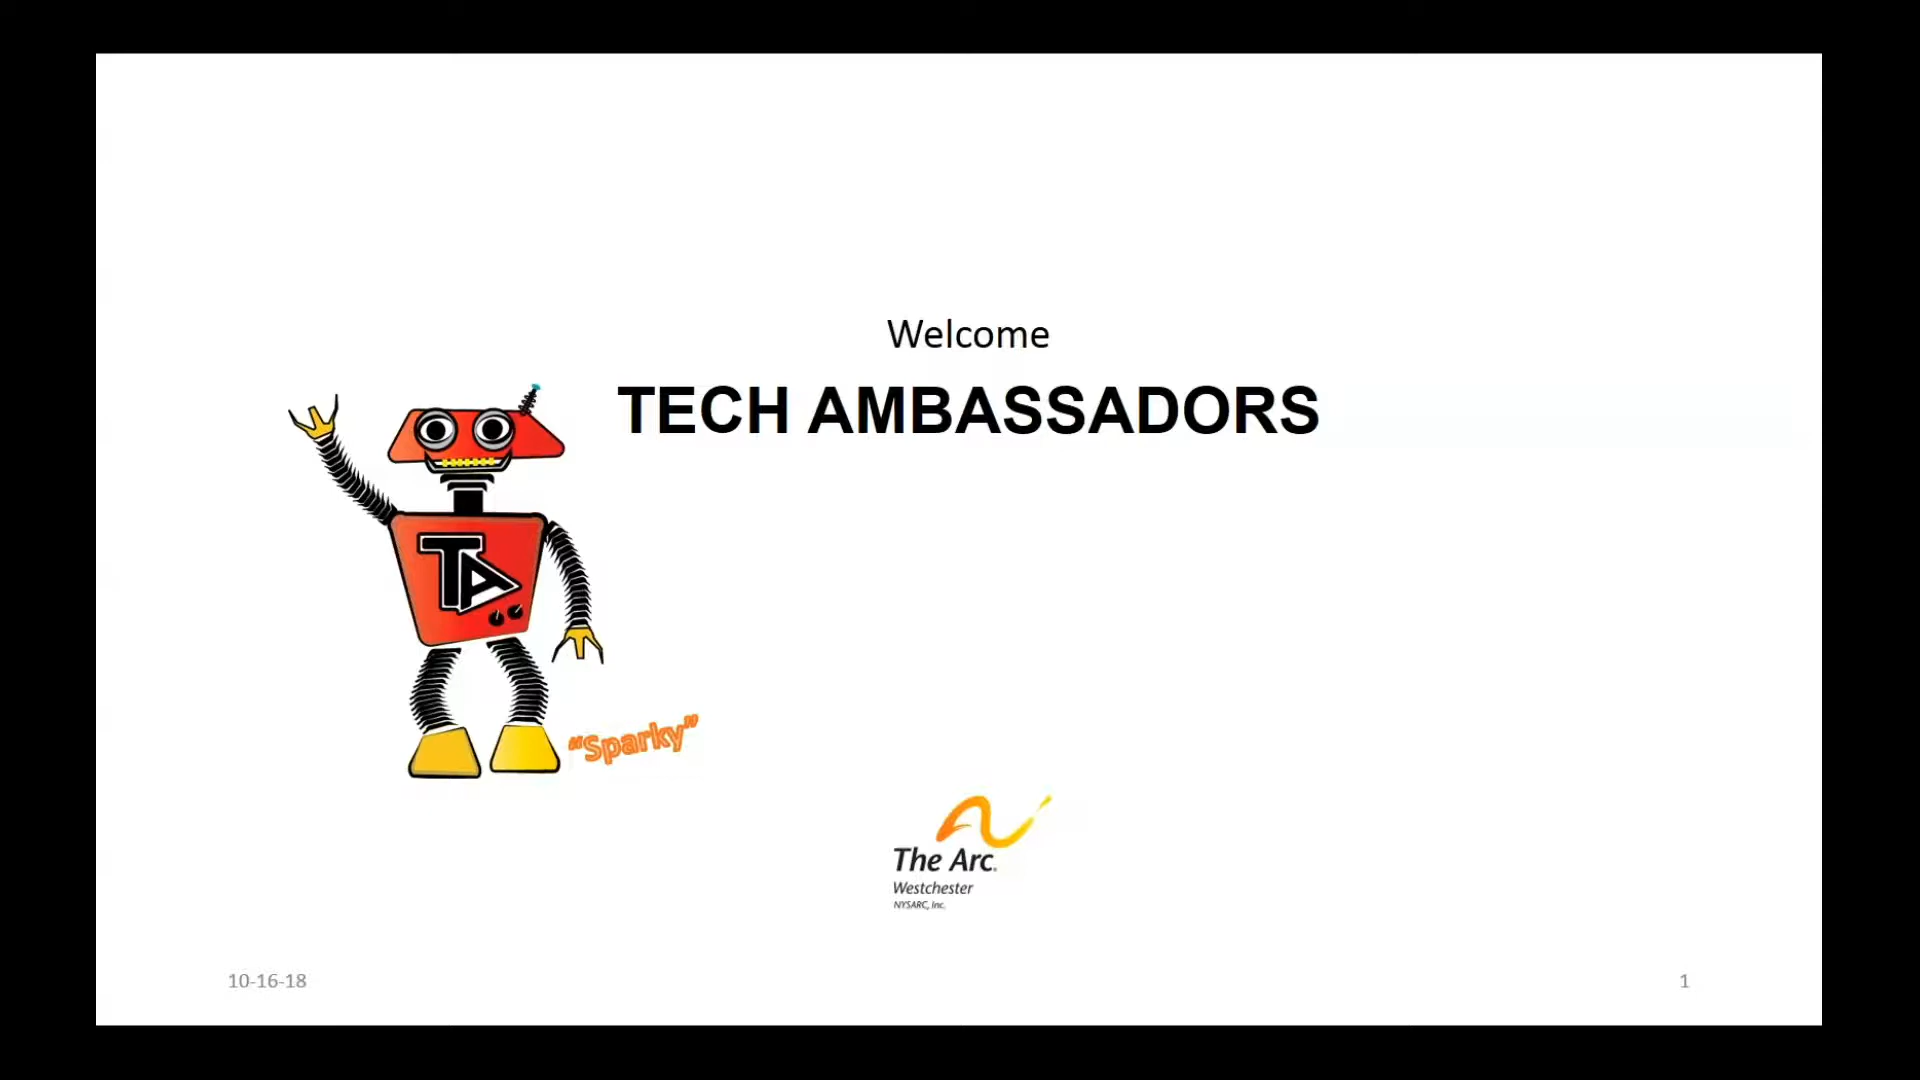 Welcome
TECH AMBASSADORS
TA
“Sparky”
The Arc.
Westchester
NYSARC, Inc.
10-16-18
1